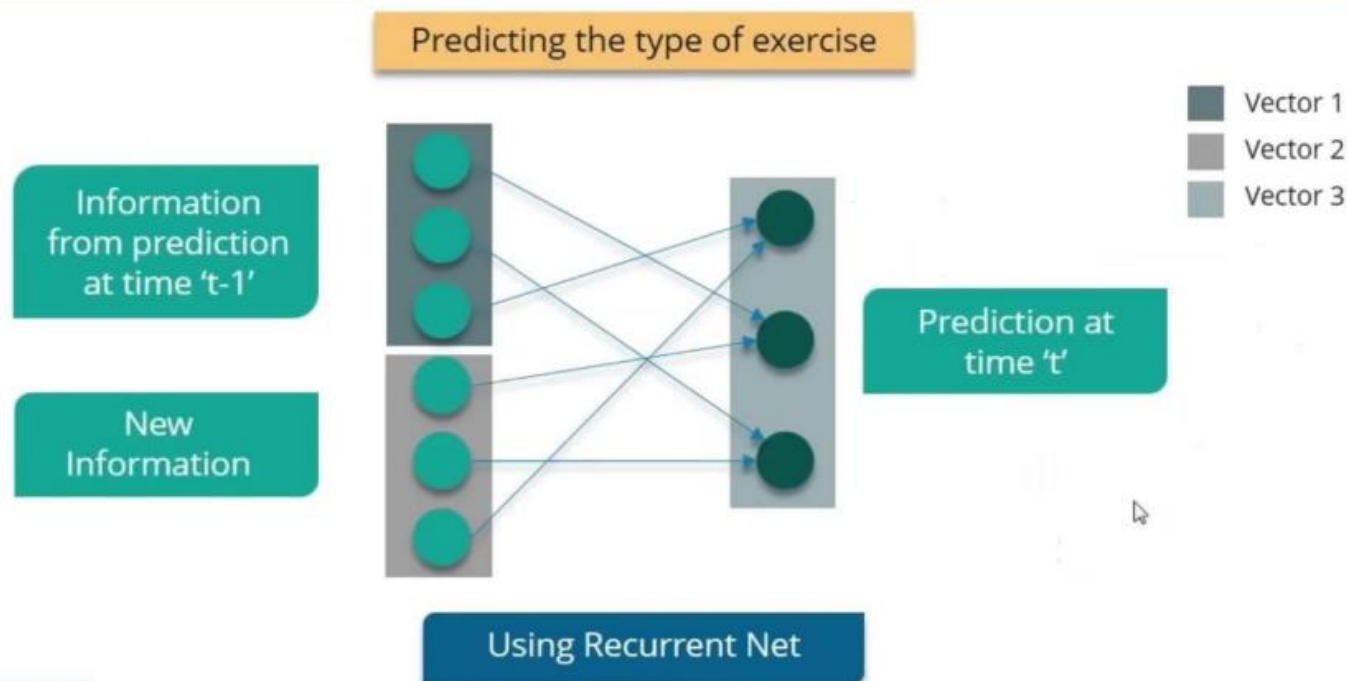 Predicting the type of exercise
Vector 1
Vector 2
Vector 3
Information
from prediction
at time ‘t-1’
New
Information
Prediction at
time ‘t’
Using Recurrent Net